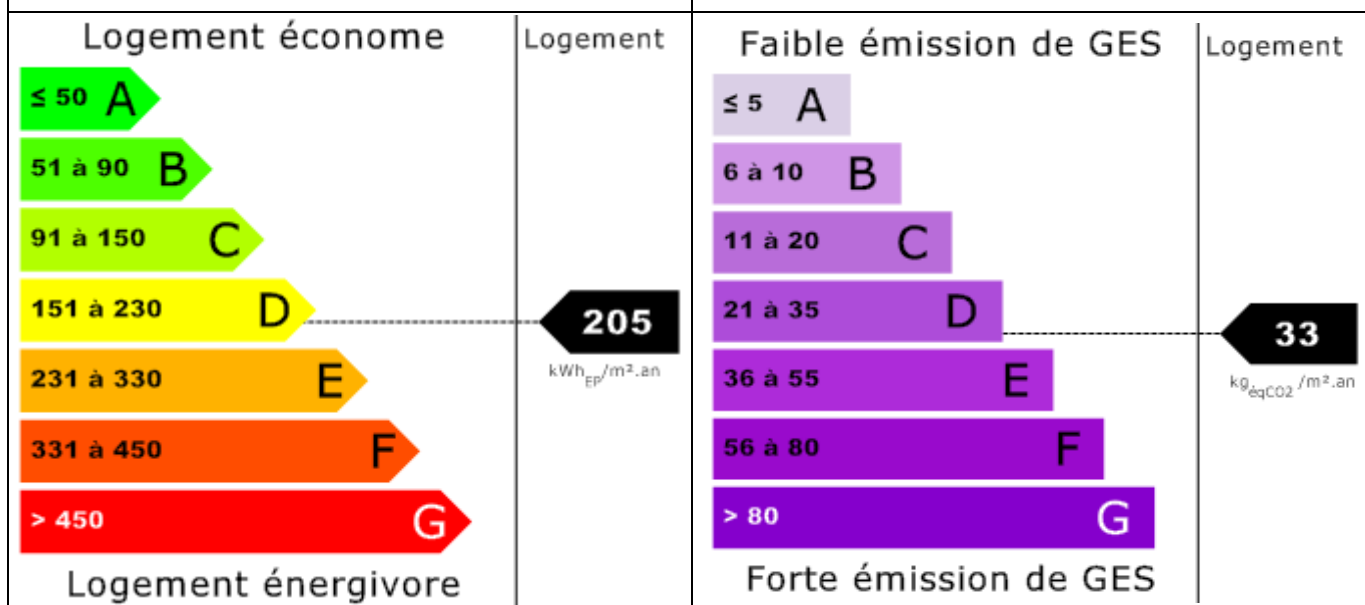 Logement économe
Logement
≤ 50 A
51 à 90 B
91 à 150 C
151 à 230 D
205
kWhEP/m².an
231 à 330 E
331 à 450 F
> 450 G
Logement énergivore
Faible émission de GES
Logement
≤ 5 A
6 à 10 B
11 à 20 C
21 à 35 D
33
kgéqCO2 /m².an
36 à 55 E
56 à 80 F
> 80 G
Forte émission de GES